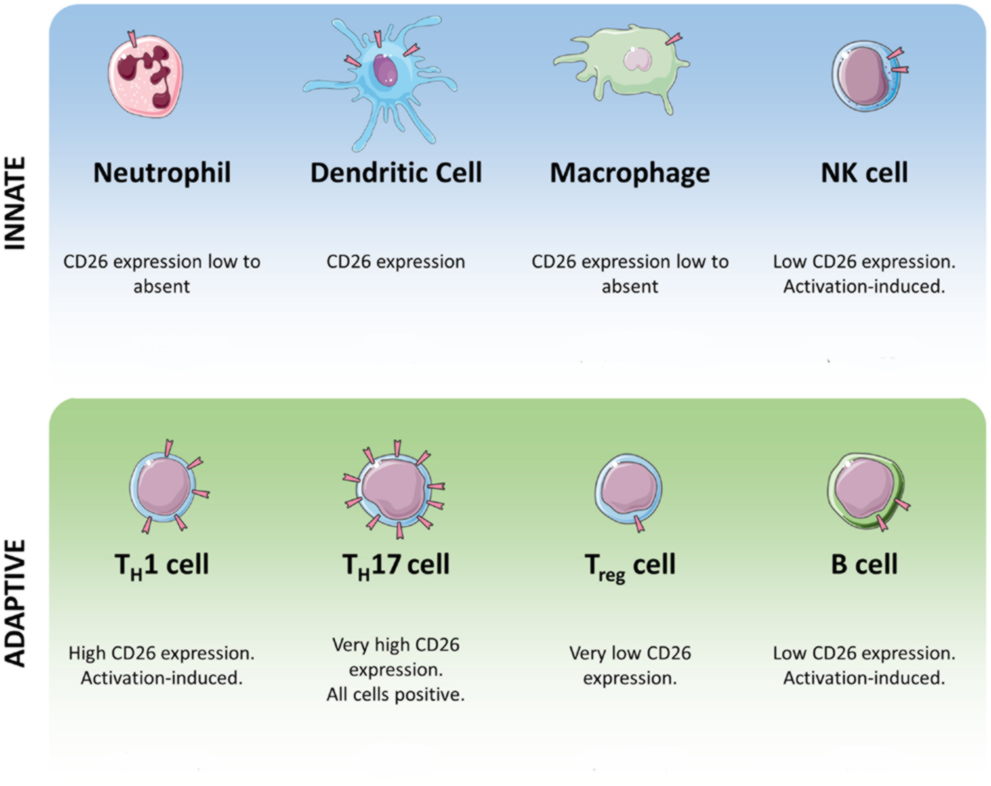 INNATE
Neutrophil
Dendritic Cell
Macrophage
NK cell
CD26 expression low to
absent
CD26 expression
CD26 expression low to
absent
Low CD26 expression.
Activation-induced.
ADAPTIVE
TH1 cell
TH17 cell
Treg cell
B cell
High CD26 expression.
Activation-induced.
Very high CD26
expression.
All cells positive.
Very low CD26
expression.
Low CD26 expression.
Activation-induced.